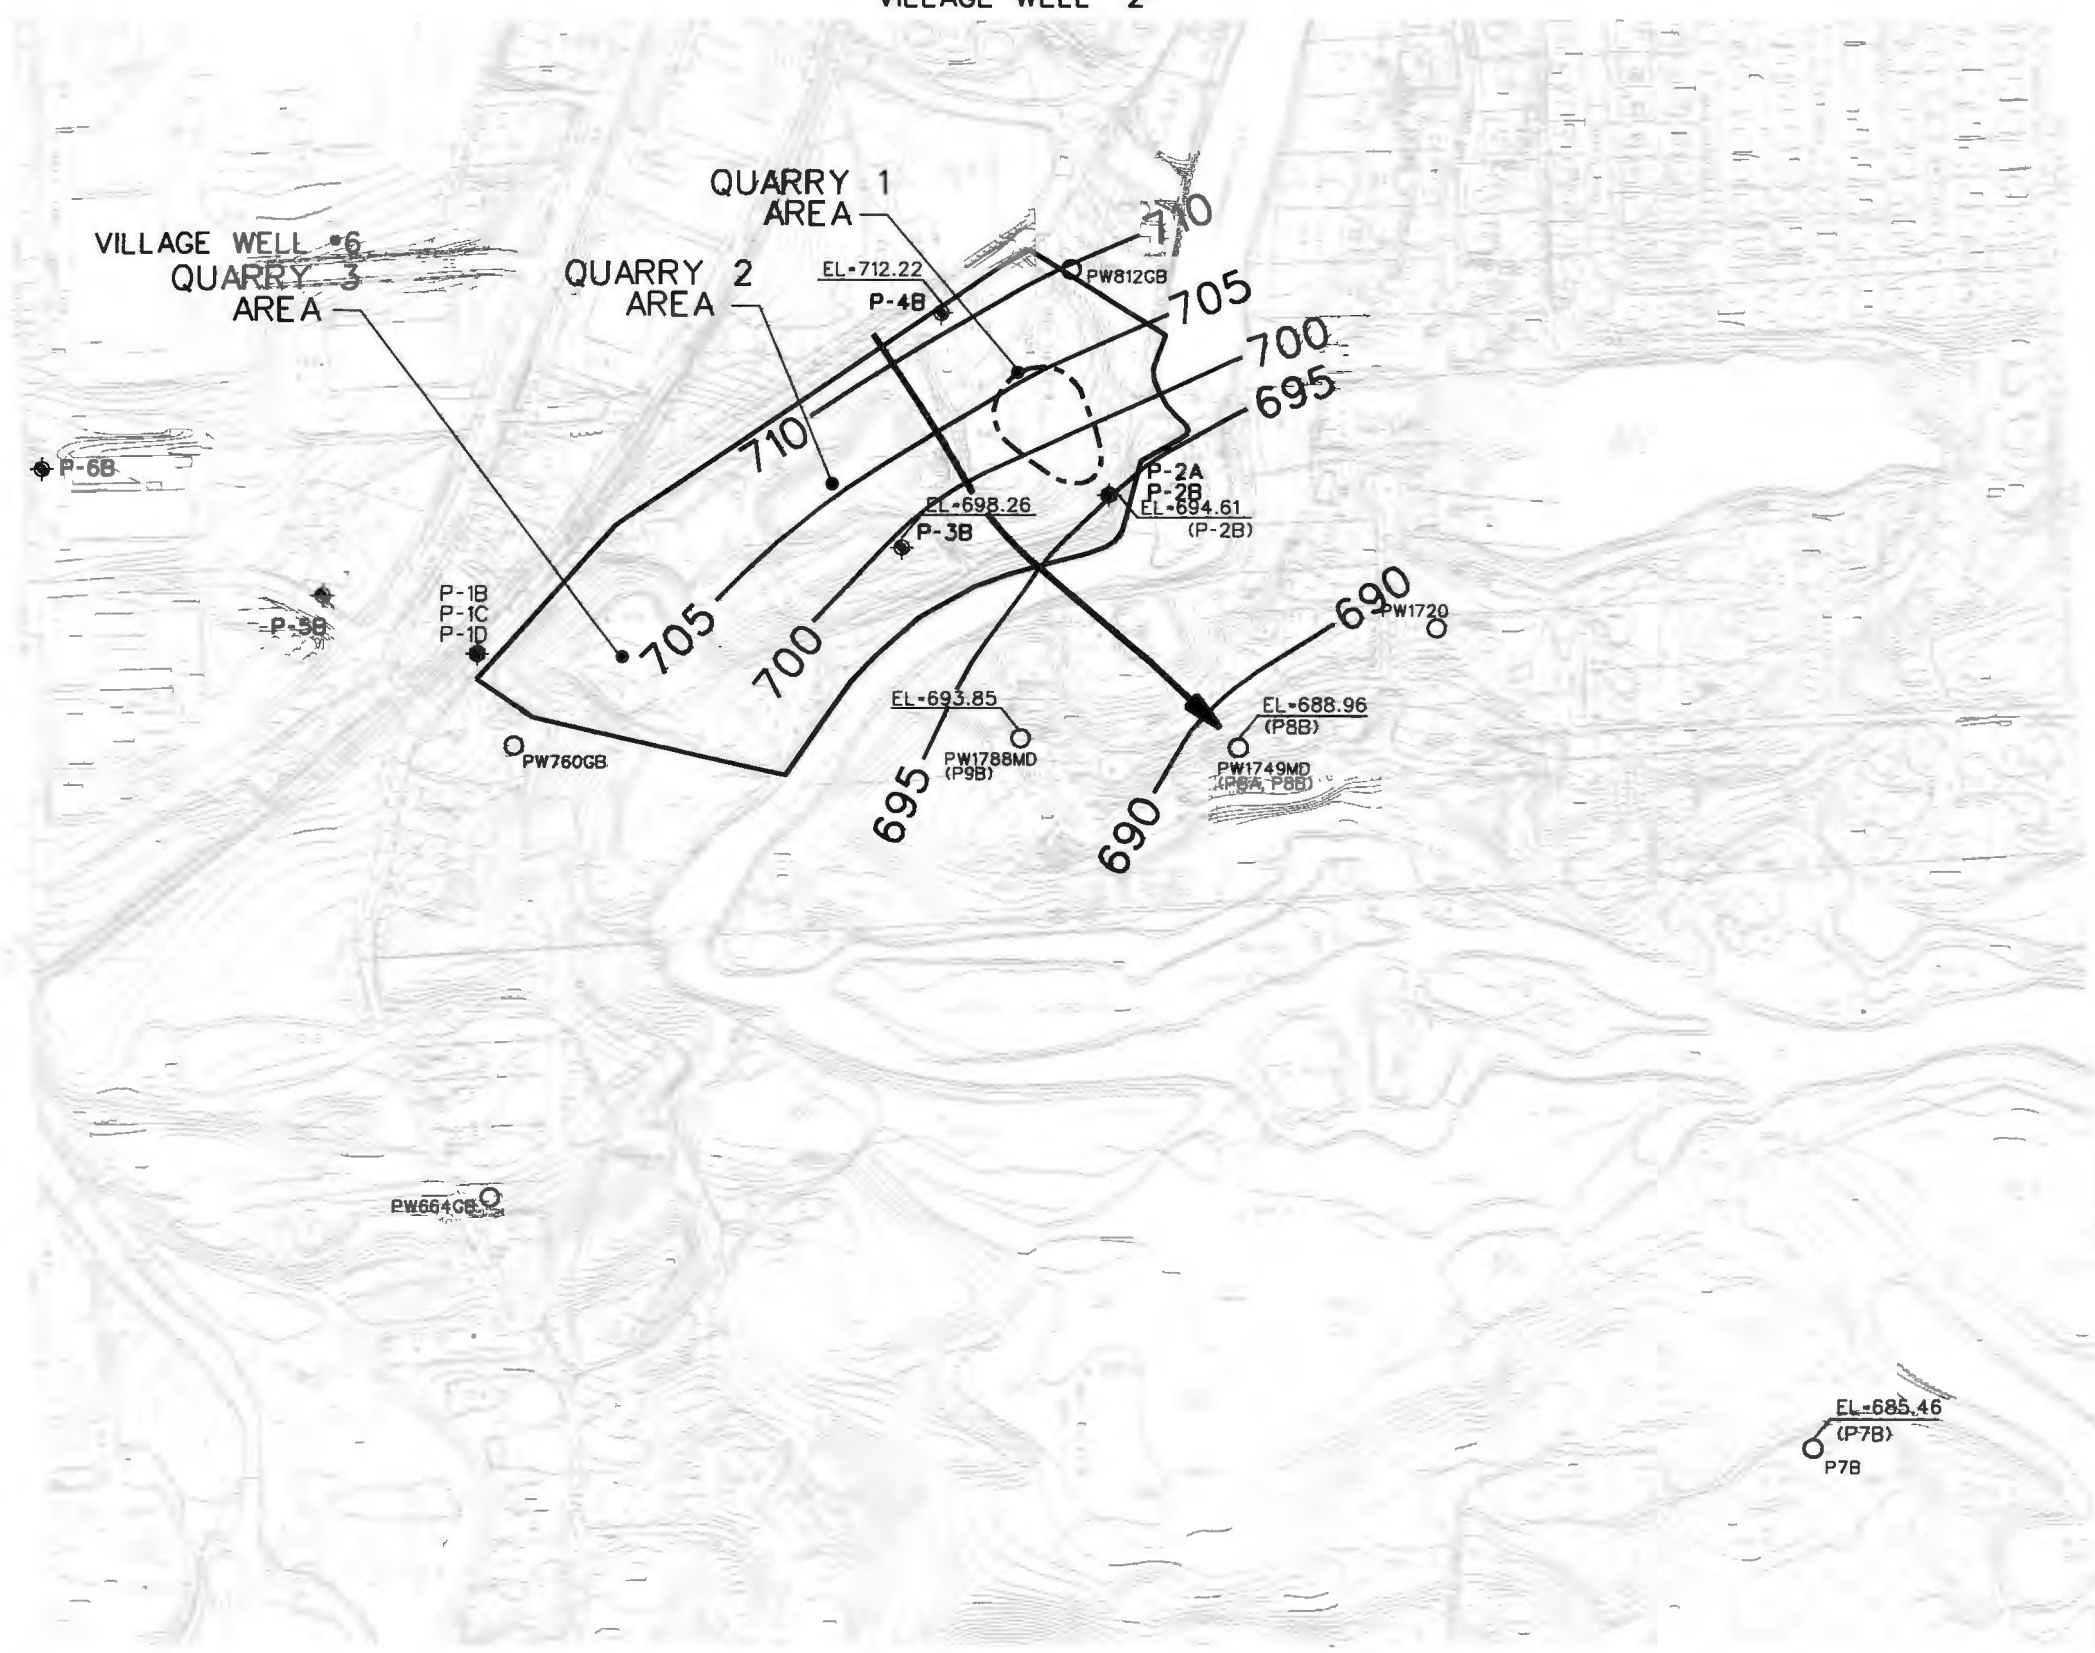 VILLAGE WELL 2
QUARRY 1
AREA
710
VILLAGE WELL #6
QUARRY 3
AREA
QUARRY 2
AREA
EL=712.22
P-4B
PW812GB
705
700
695
710
P-6B
P-2A
P-2B
EL=694.61
(P-2B)
EL=698.26
P-3B
P-1B
P-1C
P-1D
P-5B
705
700
690
PW1720
EL=693.85
PW1788MD
(P9B)
EL=688.96
(P8B)
PW1749MD
(P8A, P8B)
PW760GB
695
690
PW664GB
EL=685.46
(P7B)
P7B